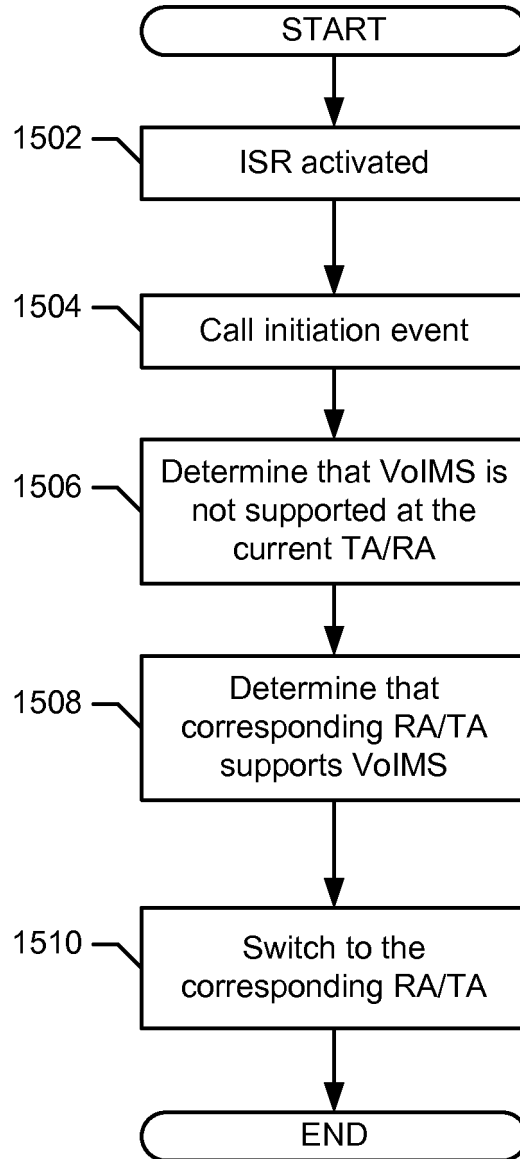 START
1502
ISR activated
1504
Call initiation event
1506
Determine that VoIMS is
not supported at the
current TA/RA
1508
Determine that
corresponding RA/TA
supports VoIMS
1510
Switch to the
corresponding RA/TA
END